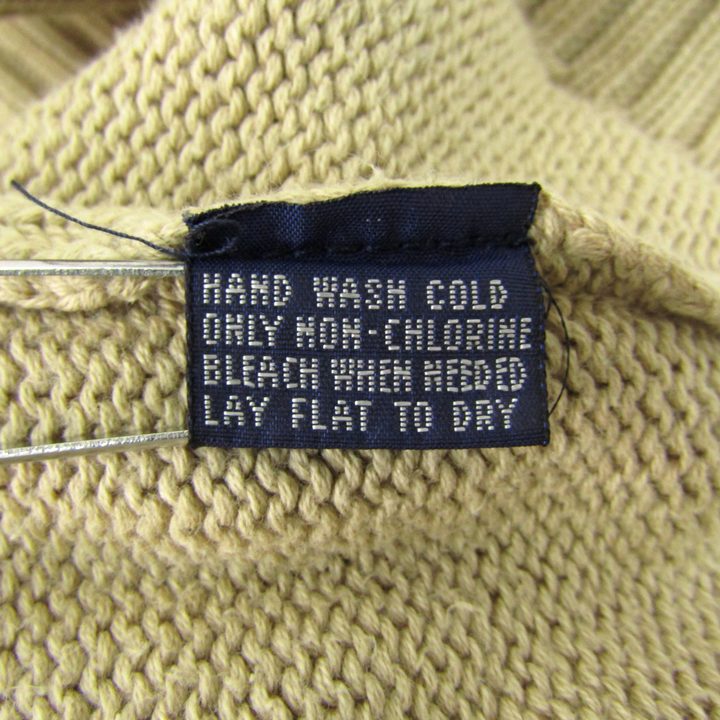 HAND WASH COLD
ONLY NON-CHLORINE
BLEACH WHEN NEEDED
LAY FLAT TO DRY